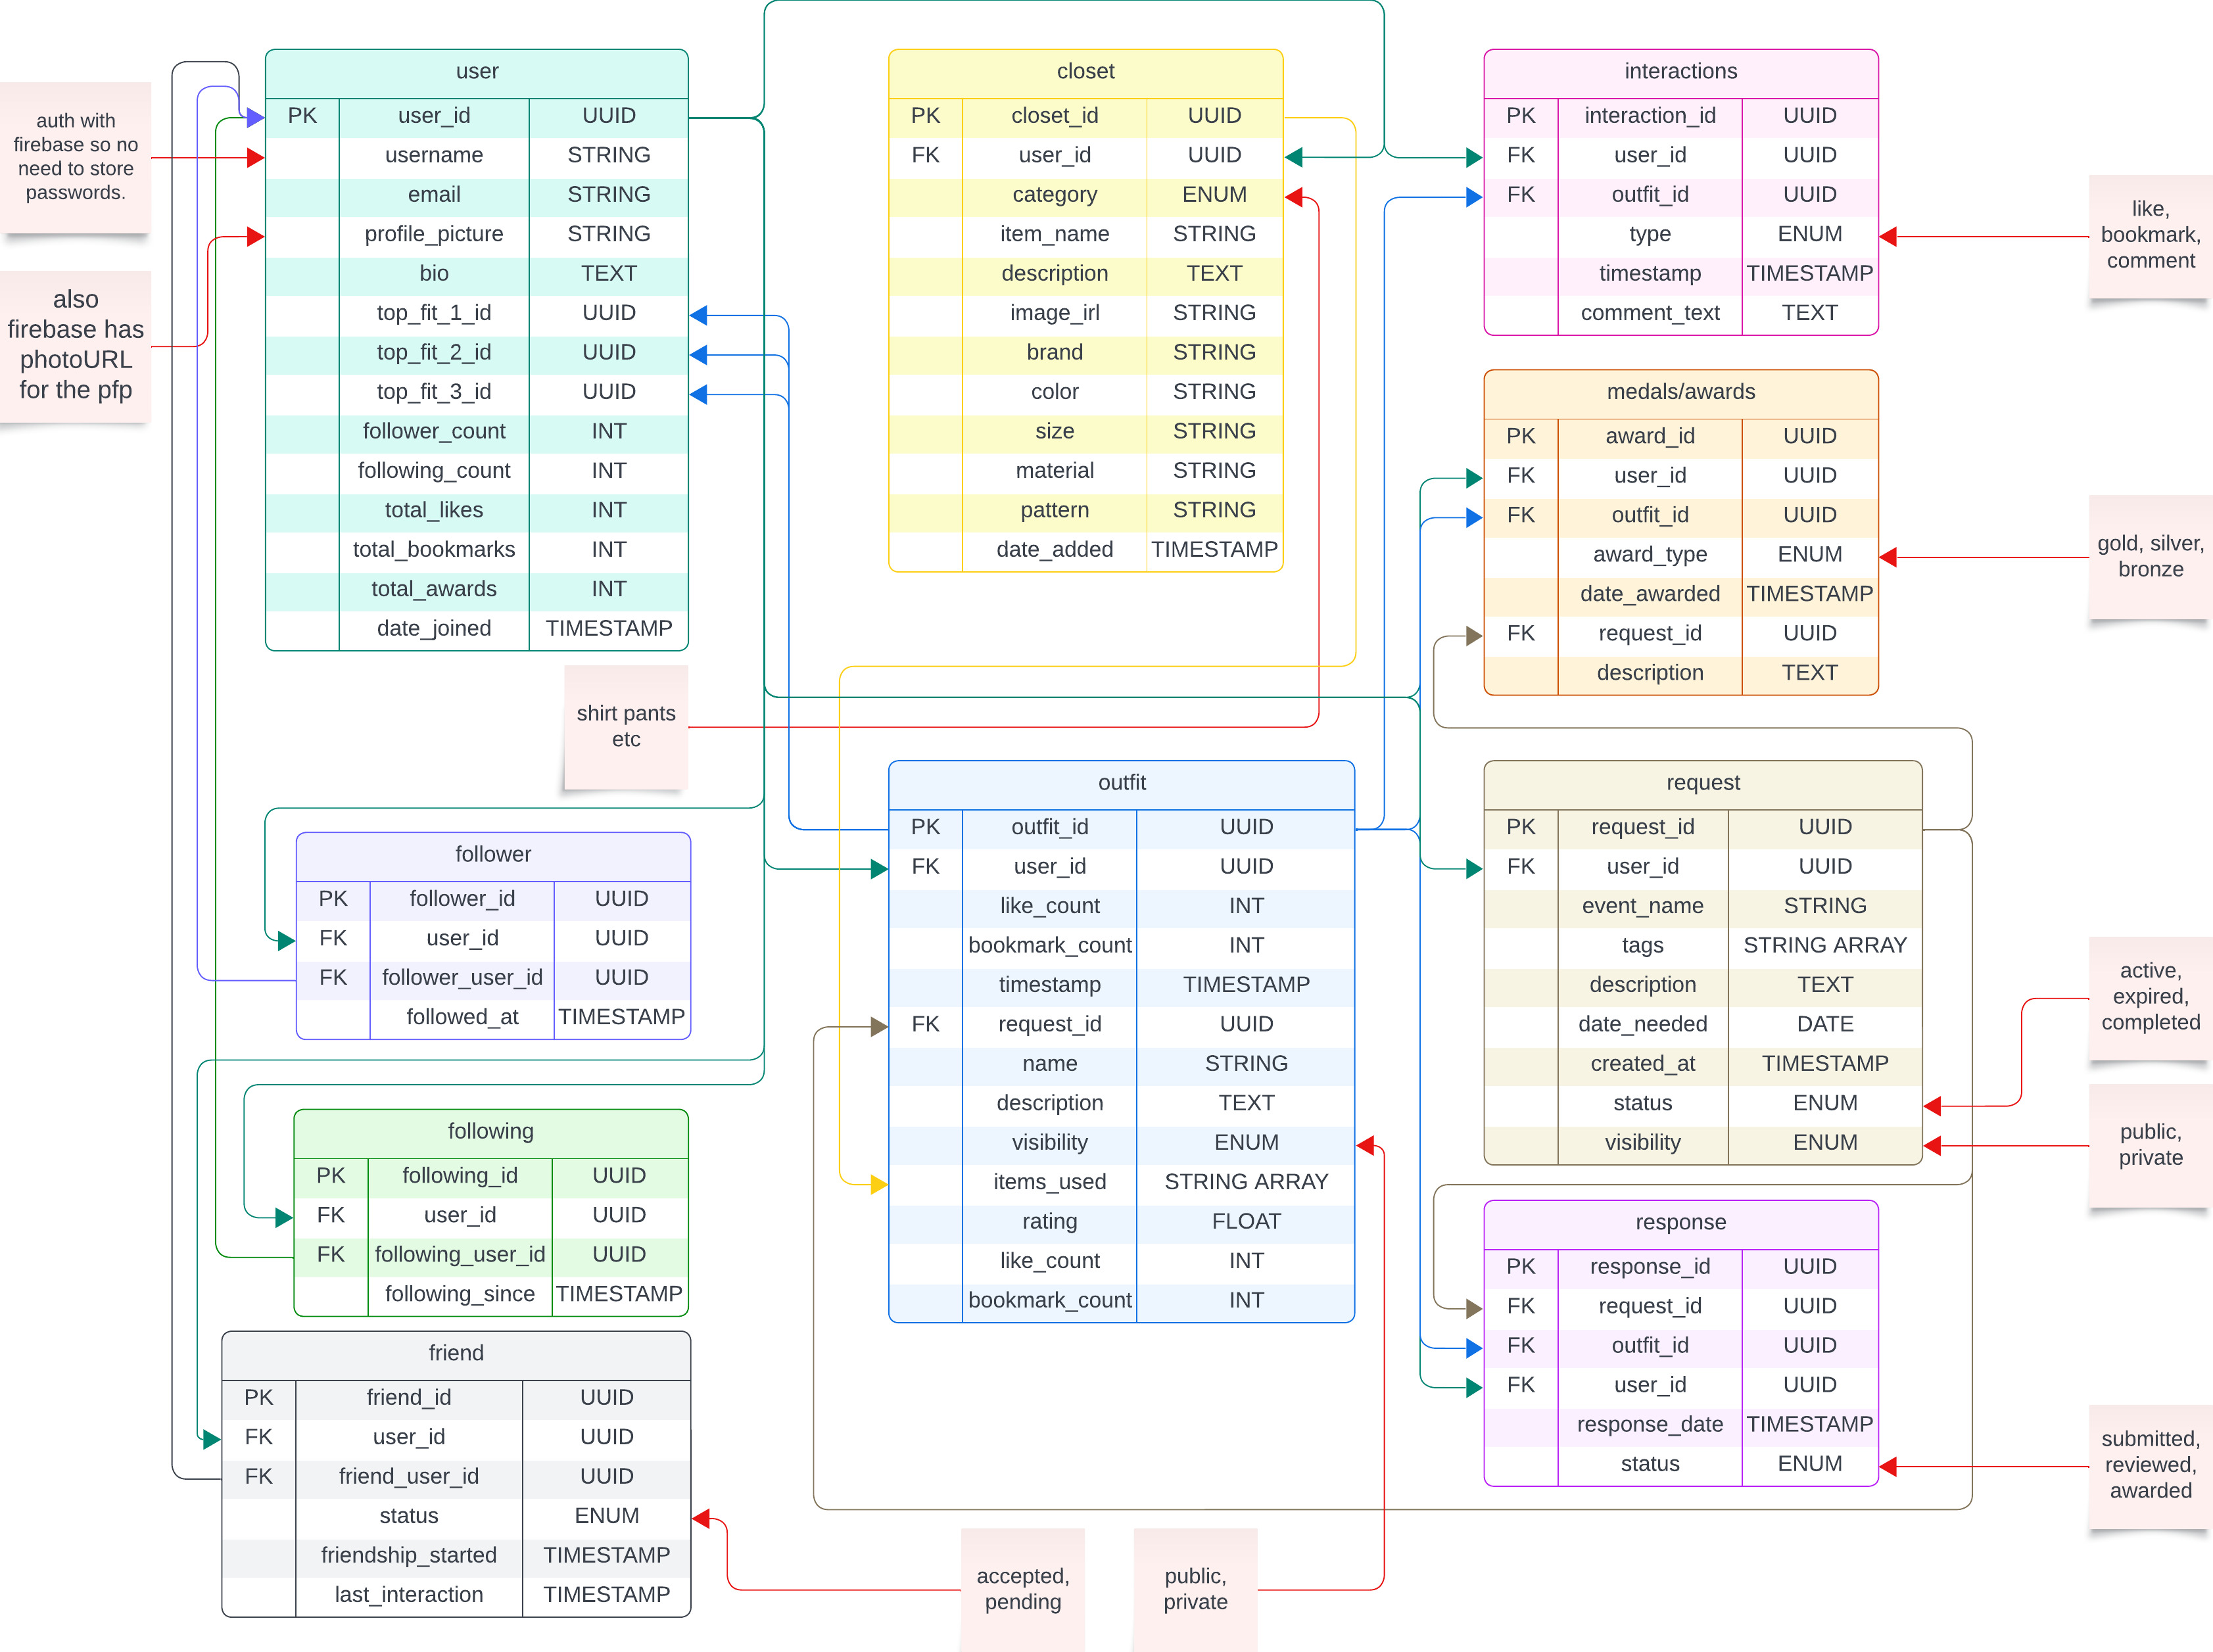 auth with
firebase so no
need to store
passwords.
also
firebase has
photoURL
for the pfp
user
PK user_id UUID
username STRING
email STRING
profile_picture STRING
bio TEXT
top_fit_1_id UUID
top_fit_2_id UUID
top_fit_3_id UUID
follower_count INT
following_count INT
total_likes INT
total_bookmarks INT
total_awards INT
date_joined TIMESTAMP
closet
PK closet_id UUID
FK user_id UUID
category ENUM
item_name STRING
description TEXT
image_irl STRING
brand STRING
color STRING
size STRING
material STRING
pattern STRING
date_added TIMESTAMP
interactions
PK interaction_id UUID
FK user_id UUID
FK outfit_id UUID
type ENUM
timestamp TIMESTAMP
comment_text TEXT
like,
bookmark,
comment
medals/awards
PK award_id UUID
FK user_id UUID
FK outfit_id UUID
award_type ENUM
date_awarded TIMESTAMP
FK request_id UUID
description TEXT
gold, silver,
bronze
shirt pants
etc
follower
PK follower_id UUID
FK user_id UUID
FK follower_user_id UUID
followed_at TIMESTAMP
following
PK following_id UUID
FK user_id UUID
FK following_user_id UUID
following_since TIMESTAMP
friend
PK friend_id UUID
FK user_id UUID
FK friend_user_id UUID
status ENUM
friendship_started TIMESTAMP
last_interaction TIMESTAMP
outfit
PK outfit_id UUID
FK user_id UUID
like_count INT
bookmark_count INT
timestamp TIMESTAMP
FK request_id UUID
name STRING
description TEXT
visibility ENUM
items_used STRING ARRAY
rating FLOAT
like_count INT
bookmark_count INT
request
PK request_id UUID
FK user_id UUID
event_name STRING
tags STRING ARRAY
description TEXT
date_needed DATE
created_at TIMESTAMP
status ENUM
visibility ENUM
active,
expired,
completed
public,
private
response
PK response_id UUID
FK request_id UUID
FK outfit_id UUID
FK user_id UUID
response_date TIMESTAMP
status ENUM
submitted,
reviewed,
awarded
accepted,
pending
public,
private